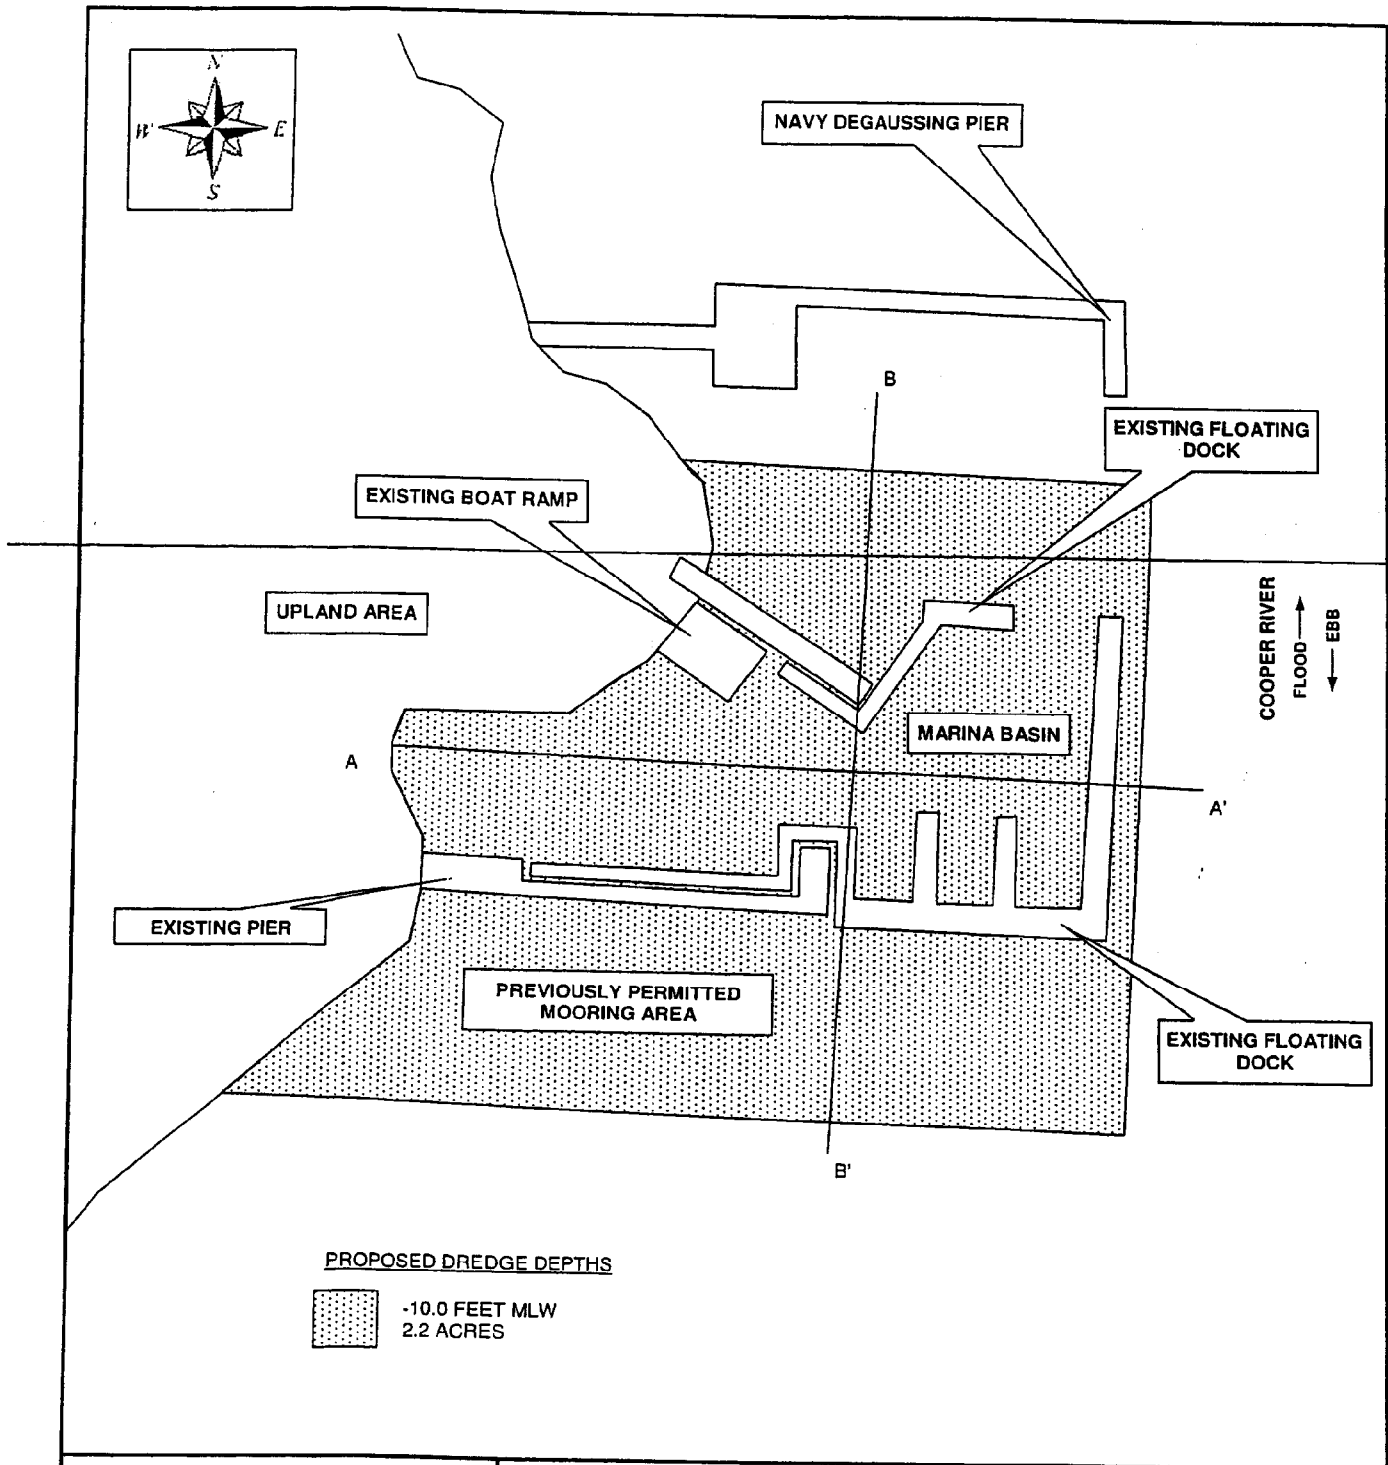 N
W
E
S
NAVY DEGAUSSING PIER
B
EXISTING FLOATING
DOCK
EXISTING BOAT RAMP
UPLAND AREA
COOPER RIVER
FLOOD
EBB
MARINA BASIN
A
A'
EXISTING PIER
PREVIOUSLY PERMITTED
MOORING AREA
EXISTING FLOATING
DOCK
B'
PROPOSED DREDGE DEPTHS
-10.0 FEET MLW
2.2 ACRES